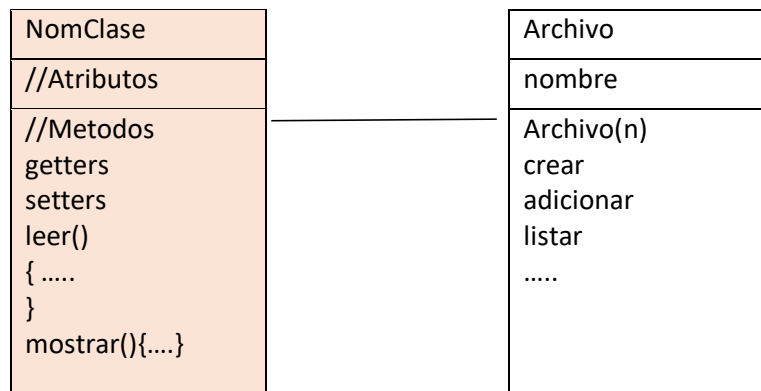 NomClase
//Atributos
//Metodos
getters
setters
leer()
{ .....
}
mostrar(){....}
Archivo
nombre
Archivo(n)
crear
adicionar
listar
.....